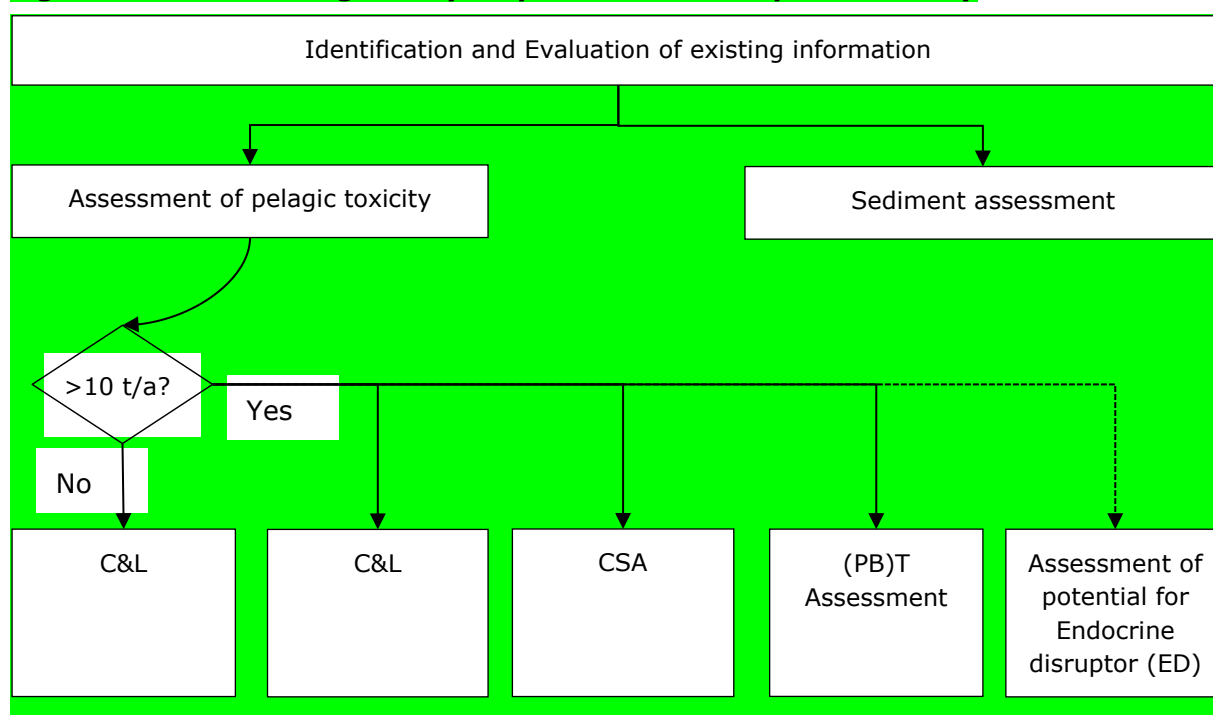 Identification and Evaluation of existing information
Assessment of pelagic toxicity
Sediment assessment
>10 t/a?
Yes
No
C&L
C&L
CSA
(PB)T
Assessment
Assessment of
potential for
Endocrine
disruptor (ED)